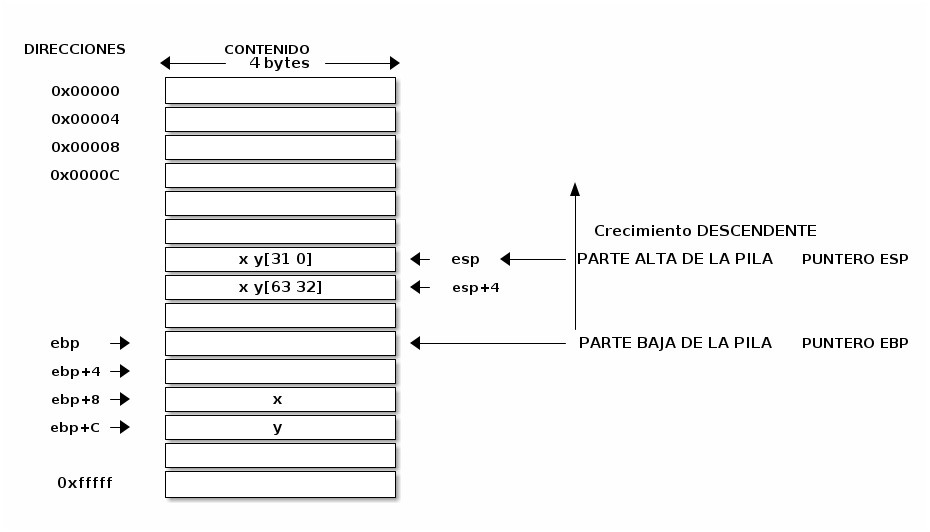 DIRECCIONES CONTENIDO
4 bytes
0x00000
0x00004
0x00008
0x0000C
Crecimiento DESCENDENTE
x y[31 0] esp PARTE ALTA DE LA PILA PUNTERO ESP
x y[63 32] esp+4
ebp PARTE BAJA DE LA PILA PUNTERO EBP
ebp+4
ebp+8 x
ebp+C y
0xfffff